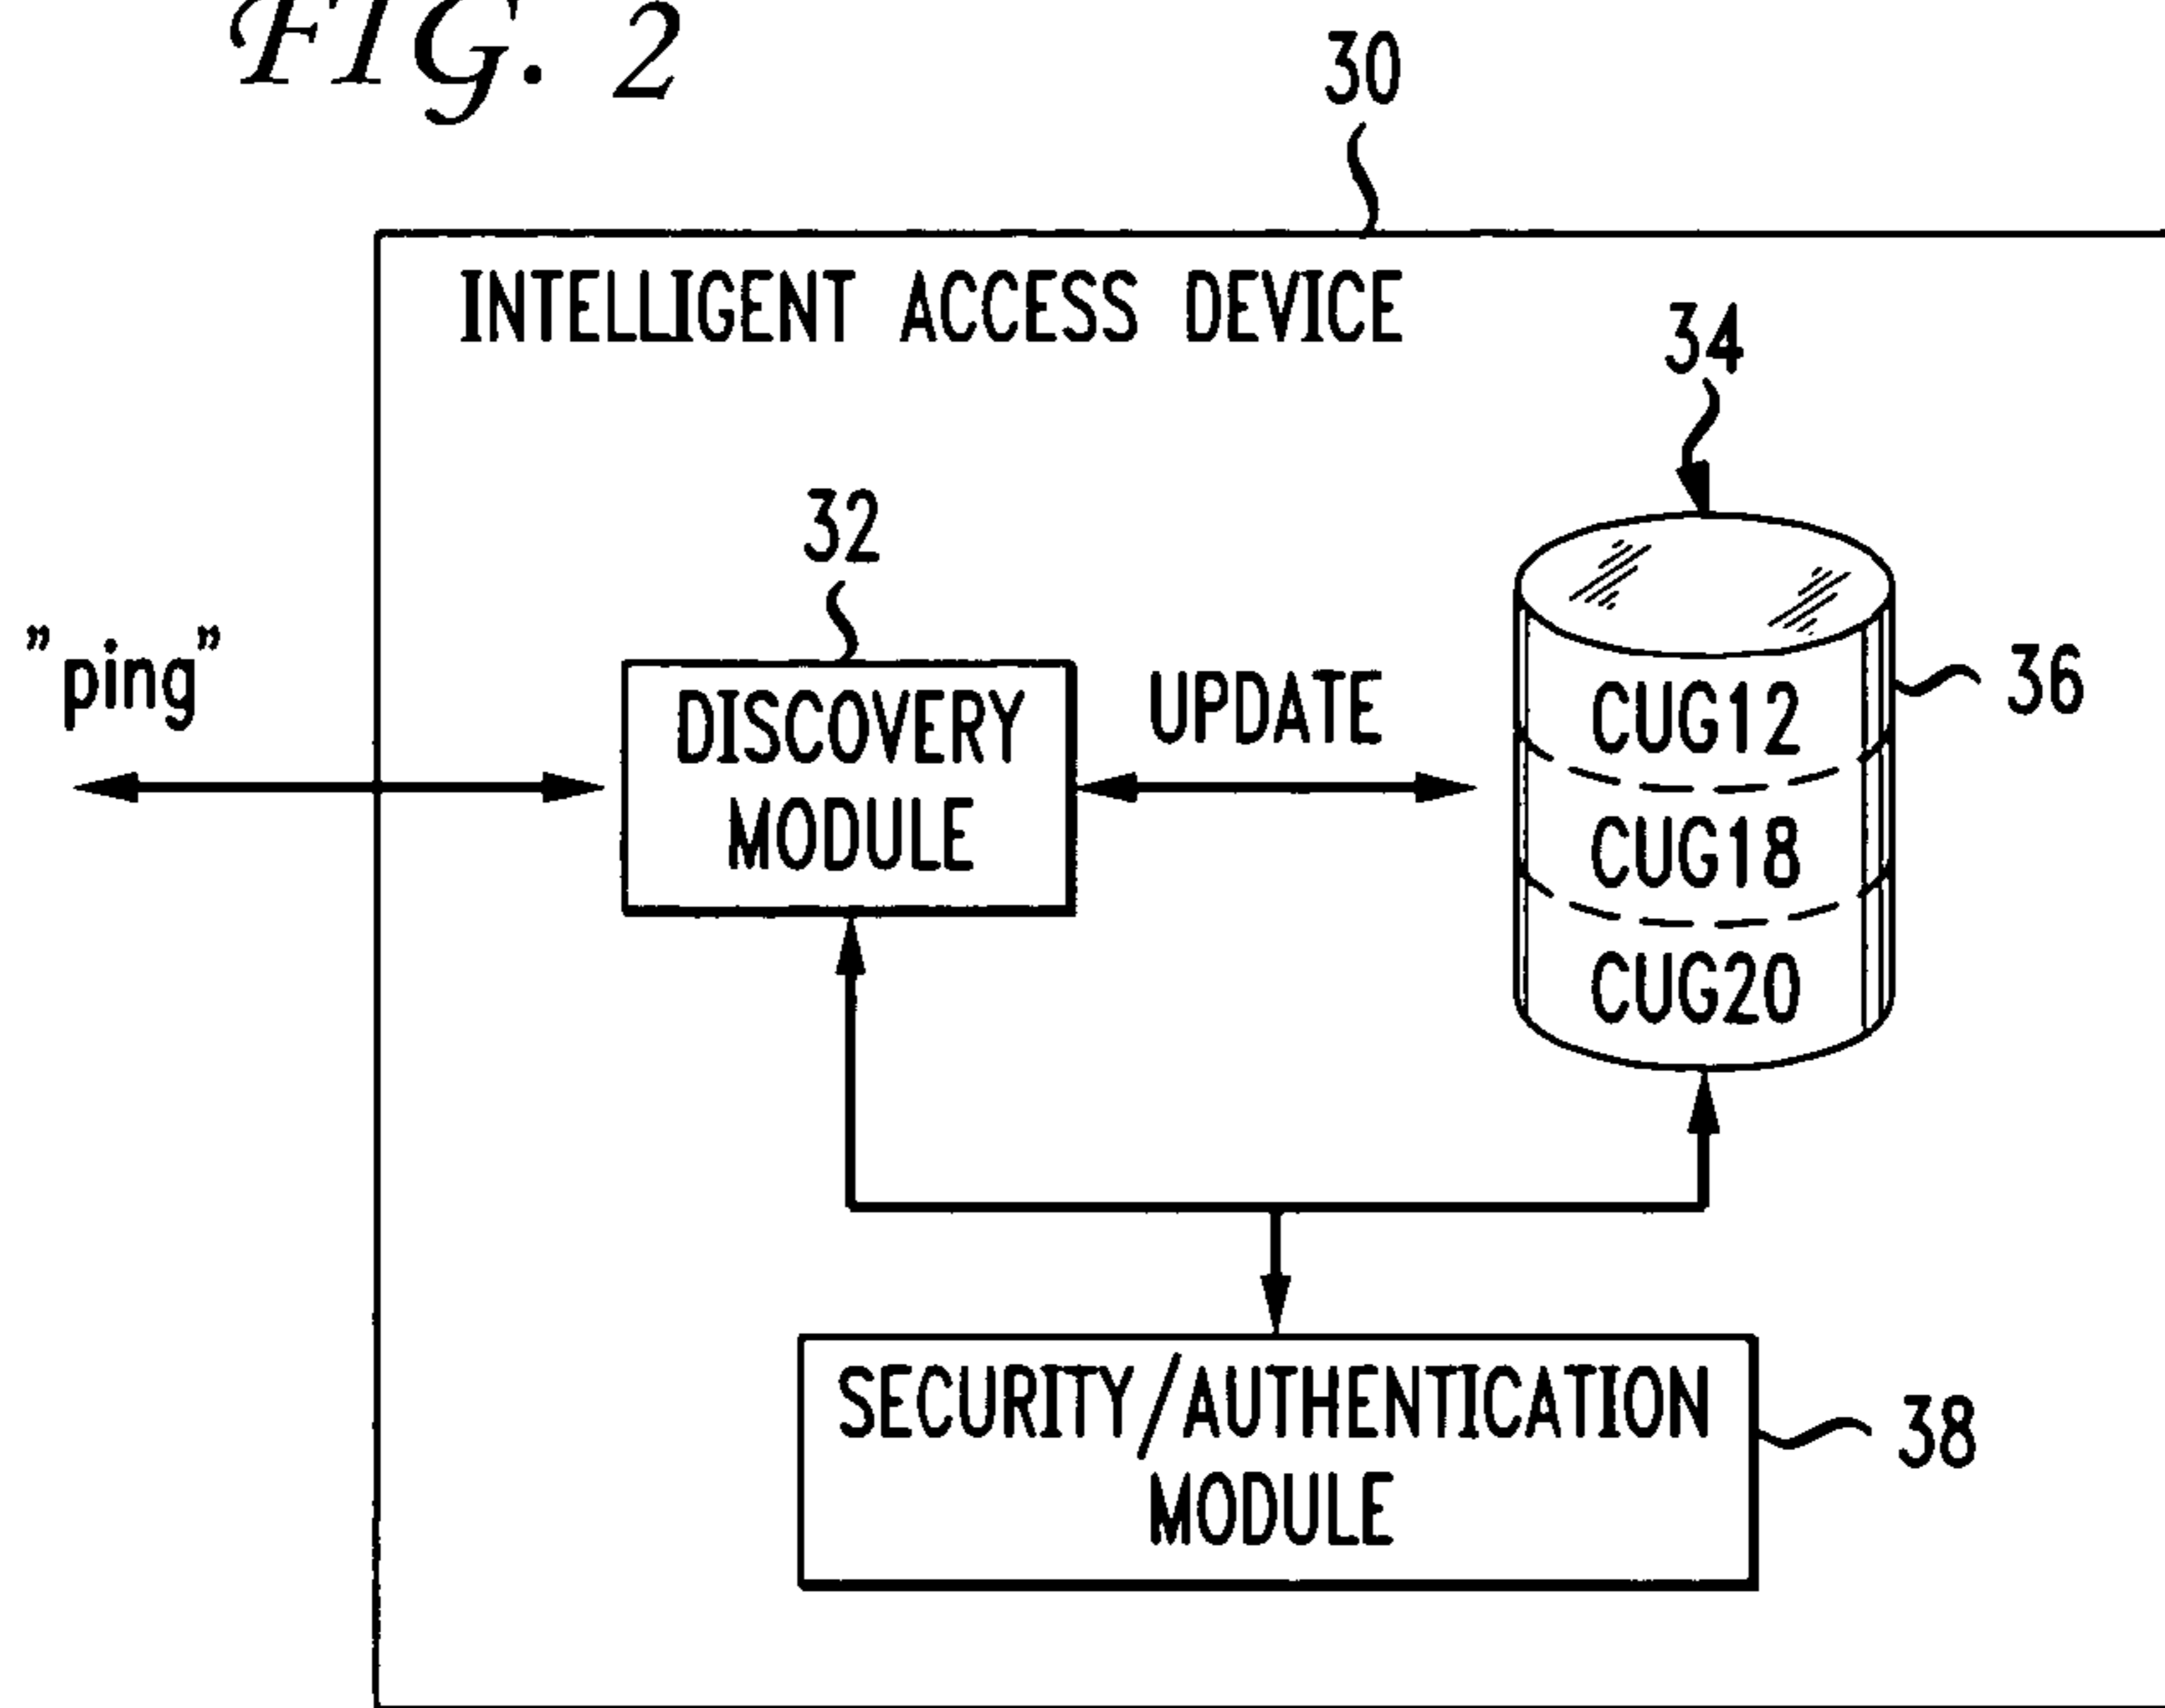 FIG. 2
30
INTELLIGENT ACCESS DEVICE
34
32
"ping"
DISCOVERY
MODULE
UPDATE
36
CUG12
CUG18
CUG20
SECURITY/AUTHENTICATION
MODULE
38